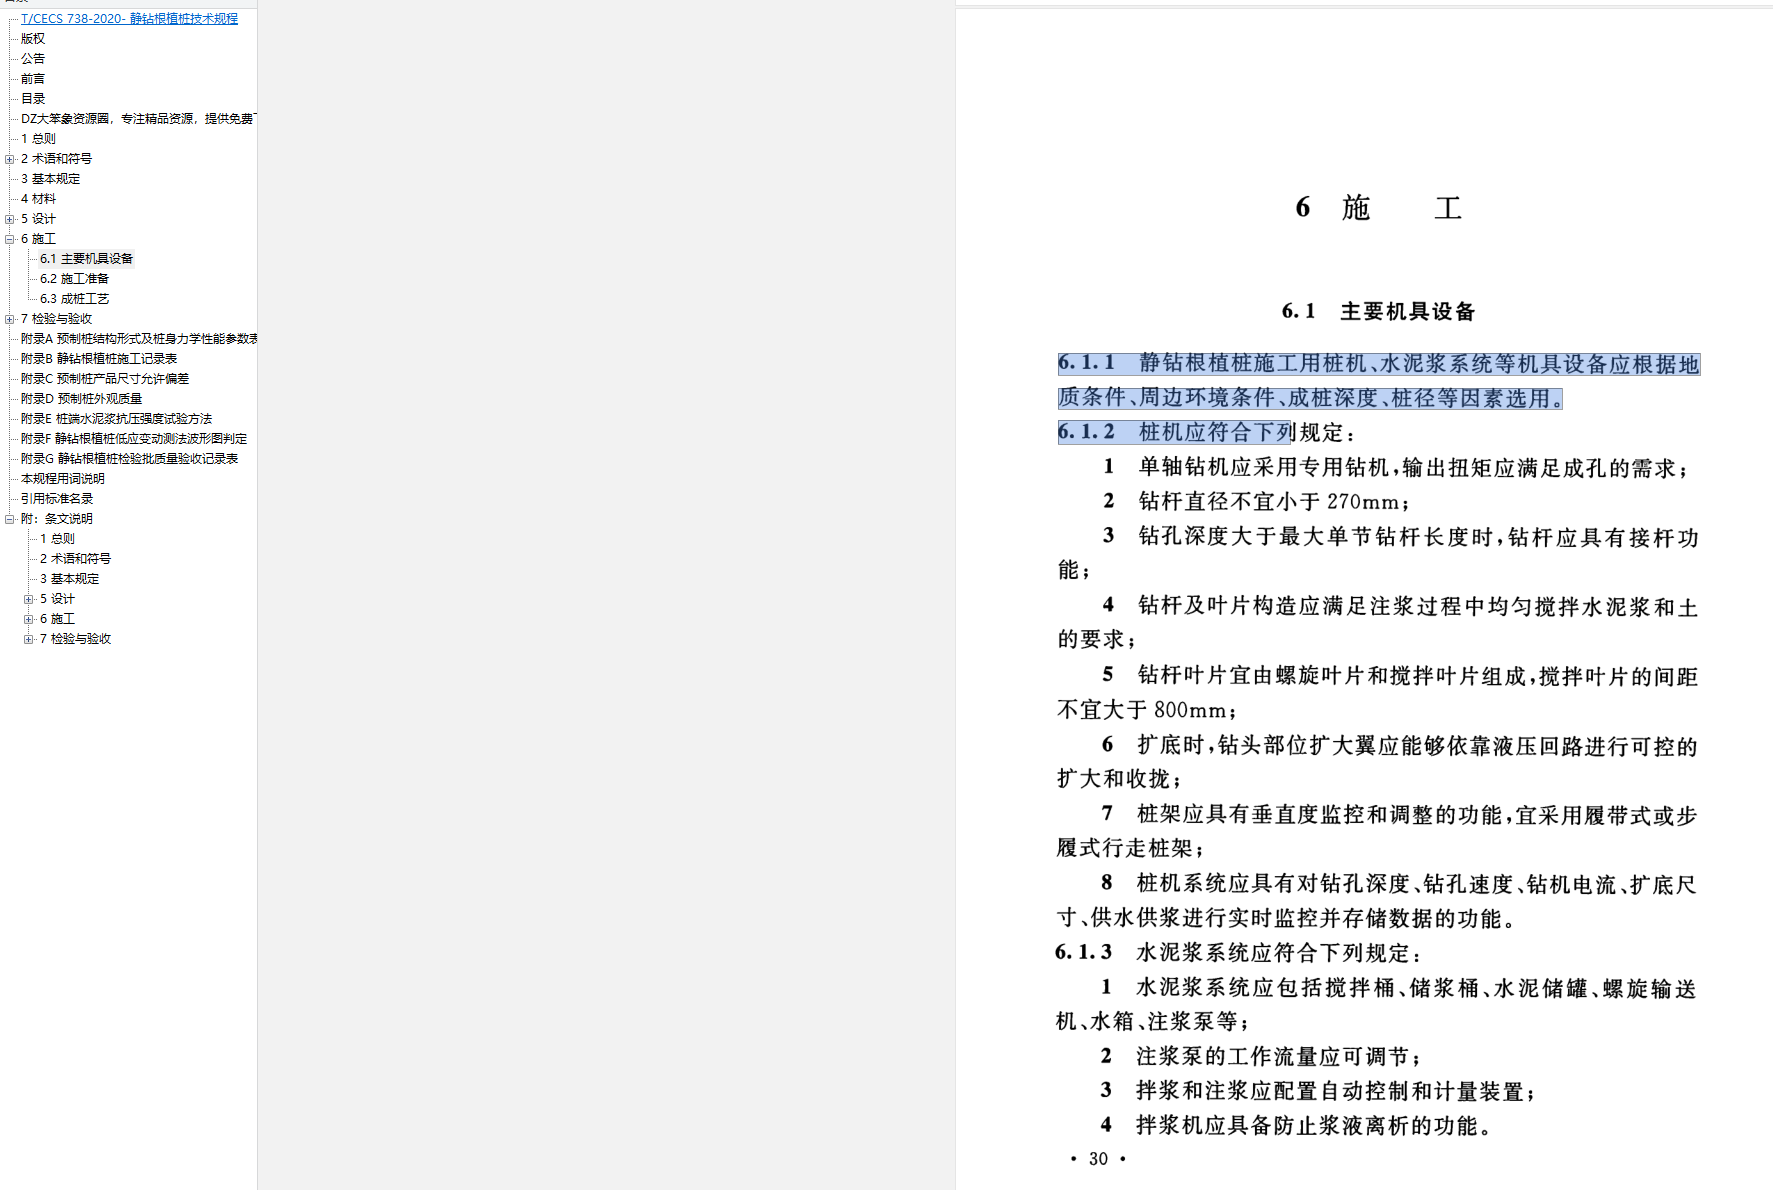 T/CECS 738-2020- 静钻根植桩技术规程
版权
公告
前言
目录
DZ大笨象资源圈，专注精品资源，提供免费
1 总则
2 术语和符号
3 基本规定
4 材料
5 设计
6 施工
6.1 主要机具设备
6.2 施工准备
6.3 成桩工艺
7 检验与验收
附录A 预制桩结构形式及桩身力学性能参数表
附录B 静钻根植桩施工记录表
附录C 预制桩产品尺寸允许偏差
附录D 预制桩外观质量
附录E 桩端水泥浆抗压强度试验方法
附录F 静钻根植桩低应变动测法波形图判定
附录G 静钻根植桩检验批质量验收记录表
本规程用词说明
引用标准名录
附：条文说明
1 总则
2 术语和符号
3 基本规定
5 设计
6 施工
7 检验与验收
6 施 工
6.1 主要机具设备
6.1.1 静钻根植桩施工用桩机、水泥浆系统等机具设备应根据地
质条件、周边环境条件、成桩深度、桩径等因素选用。
6.1.2 桩机应符合下列规定：
1 单轴钻机应采用专用钻机，输出扭矩应满足成孔的需求；
2 钻杆直径不宜小于 270mm；
3 钻孔深度大于最大单节钻杆长度时，钻杆应具有接杆功
能；
4 钻杆及叶片构造应满足注浆过程中均匀搅拌水泥浆和土
的要求；
5 钻杆叶片宜由螺旋叶片和搅拌叶片组成，搅拌叶片的间距
不宜大于 800mm；
6 扩底时，钻头部位扩大翼应能够依靠液压回路进行可控的
扩大和收拢；
7 桩架应具有垂直度监控和调整的功能，宜采用履带式或步
履式行走桩架；
8 桩机系统应具有对钻孔深度、钻孔速度、钻机电流、扩底尺
寸、供水供浆进行实时监控并存储数据的功能。
6.1.3 水泥浆系统应符合下列规定：
1 水泥浆系统应包括搅拌桶、储浆桶、水泥储罐、螺旋输送
机、水箱、注浆泵等；
2 注浆泵的工作流量应可调节；
3 拌浆和注浆应配置自动控制和计量装置；
4 拌浆机应具备防止浆液离析的功能。
• 30 •